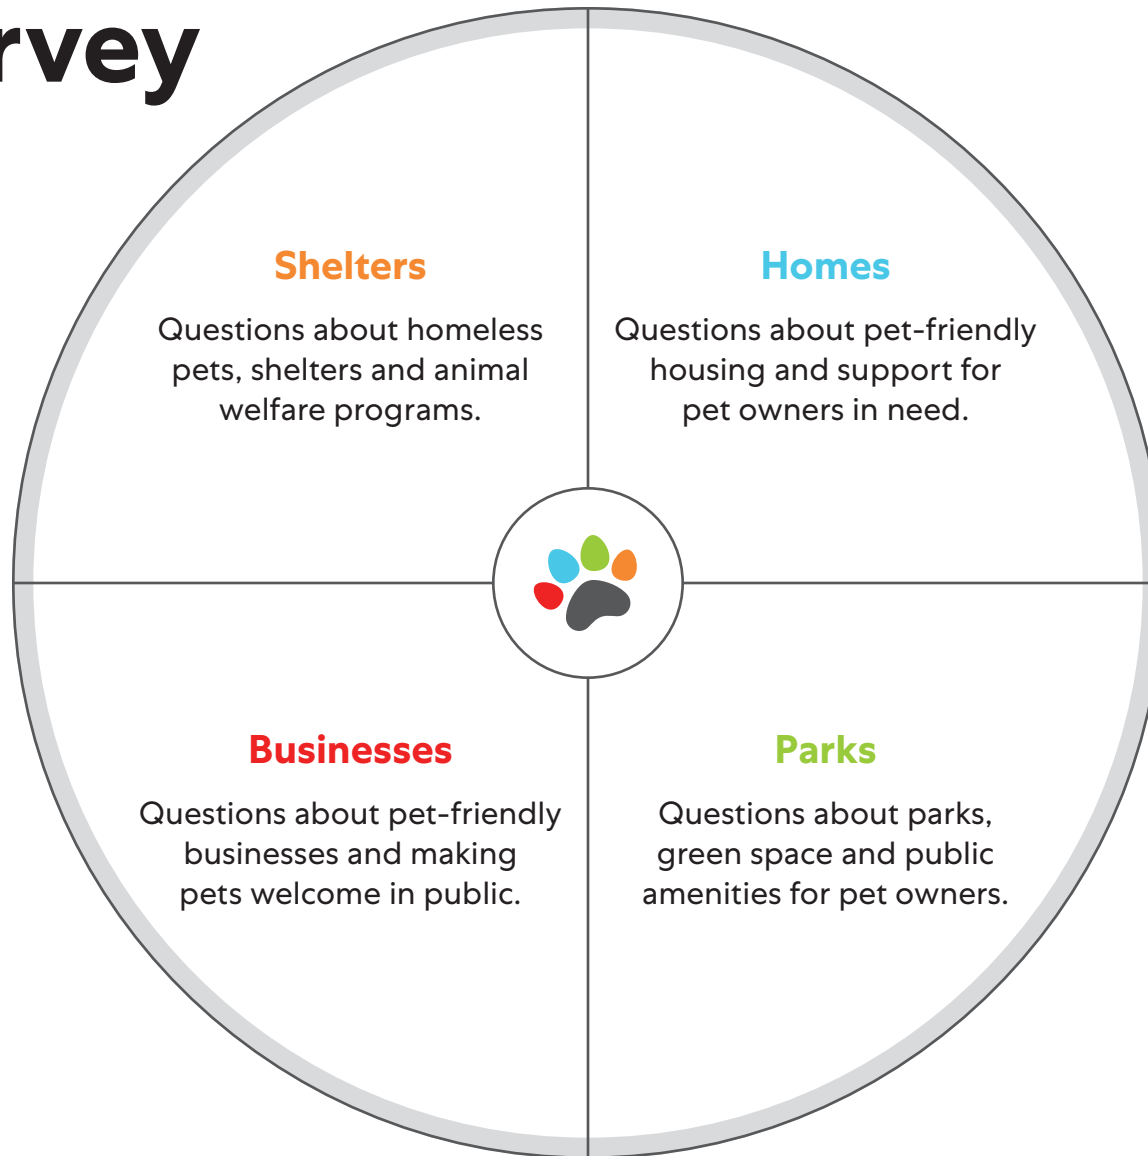 rvey
Shelters
Questions about homeless
pets, shelters and animal
welfare programs.
Homes
Questions about pet-friendly
housing and support for
pet owners in need.
Businesses
Questions about pet-friendly
businesses and making
pets welcome in public.
Parks
Questions about parks,
green space and public
amenities for pet owners.